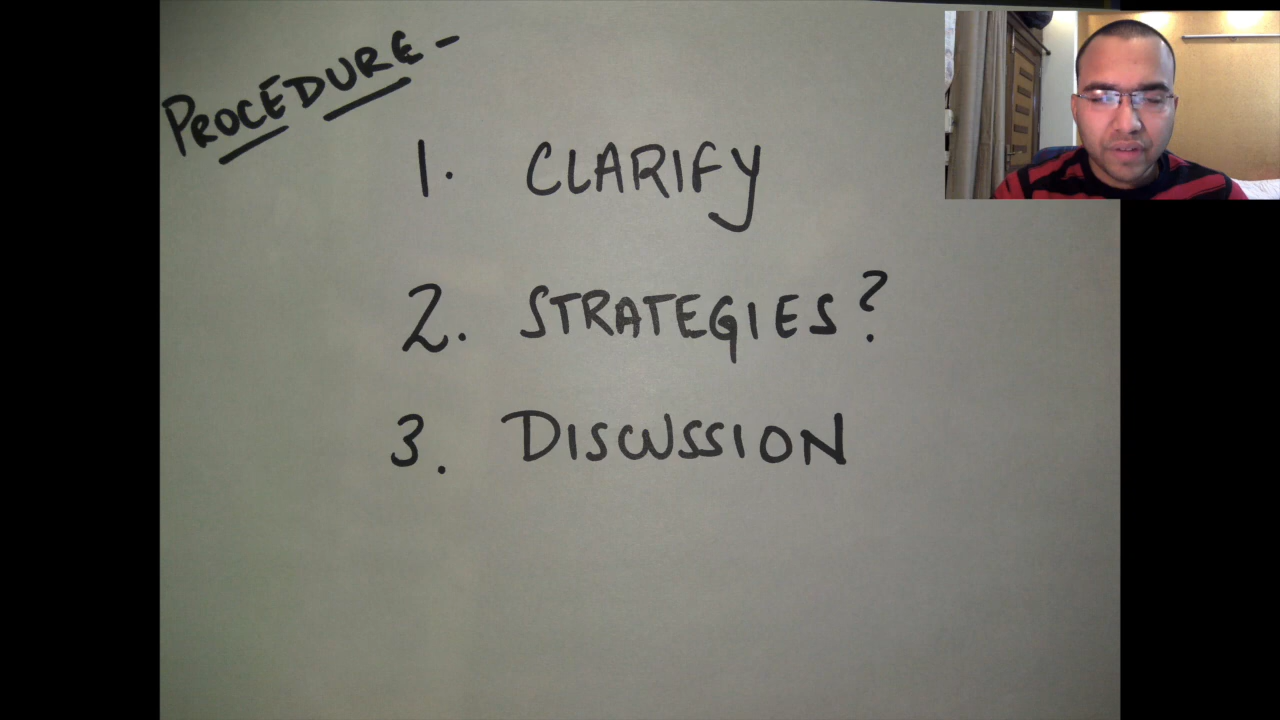 PROCEDURE -
1. CLARIFY
2. STRATEGIES?
3. DISCUSSION